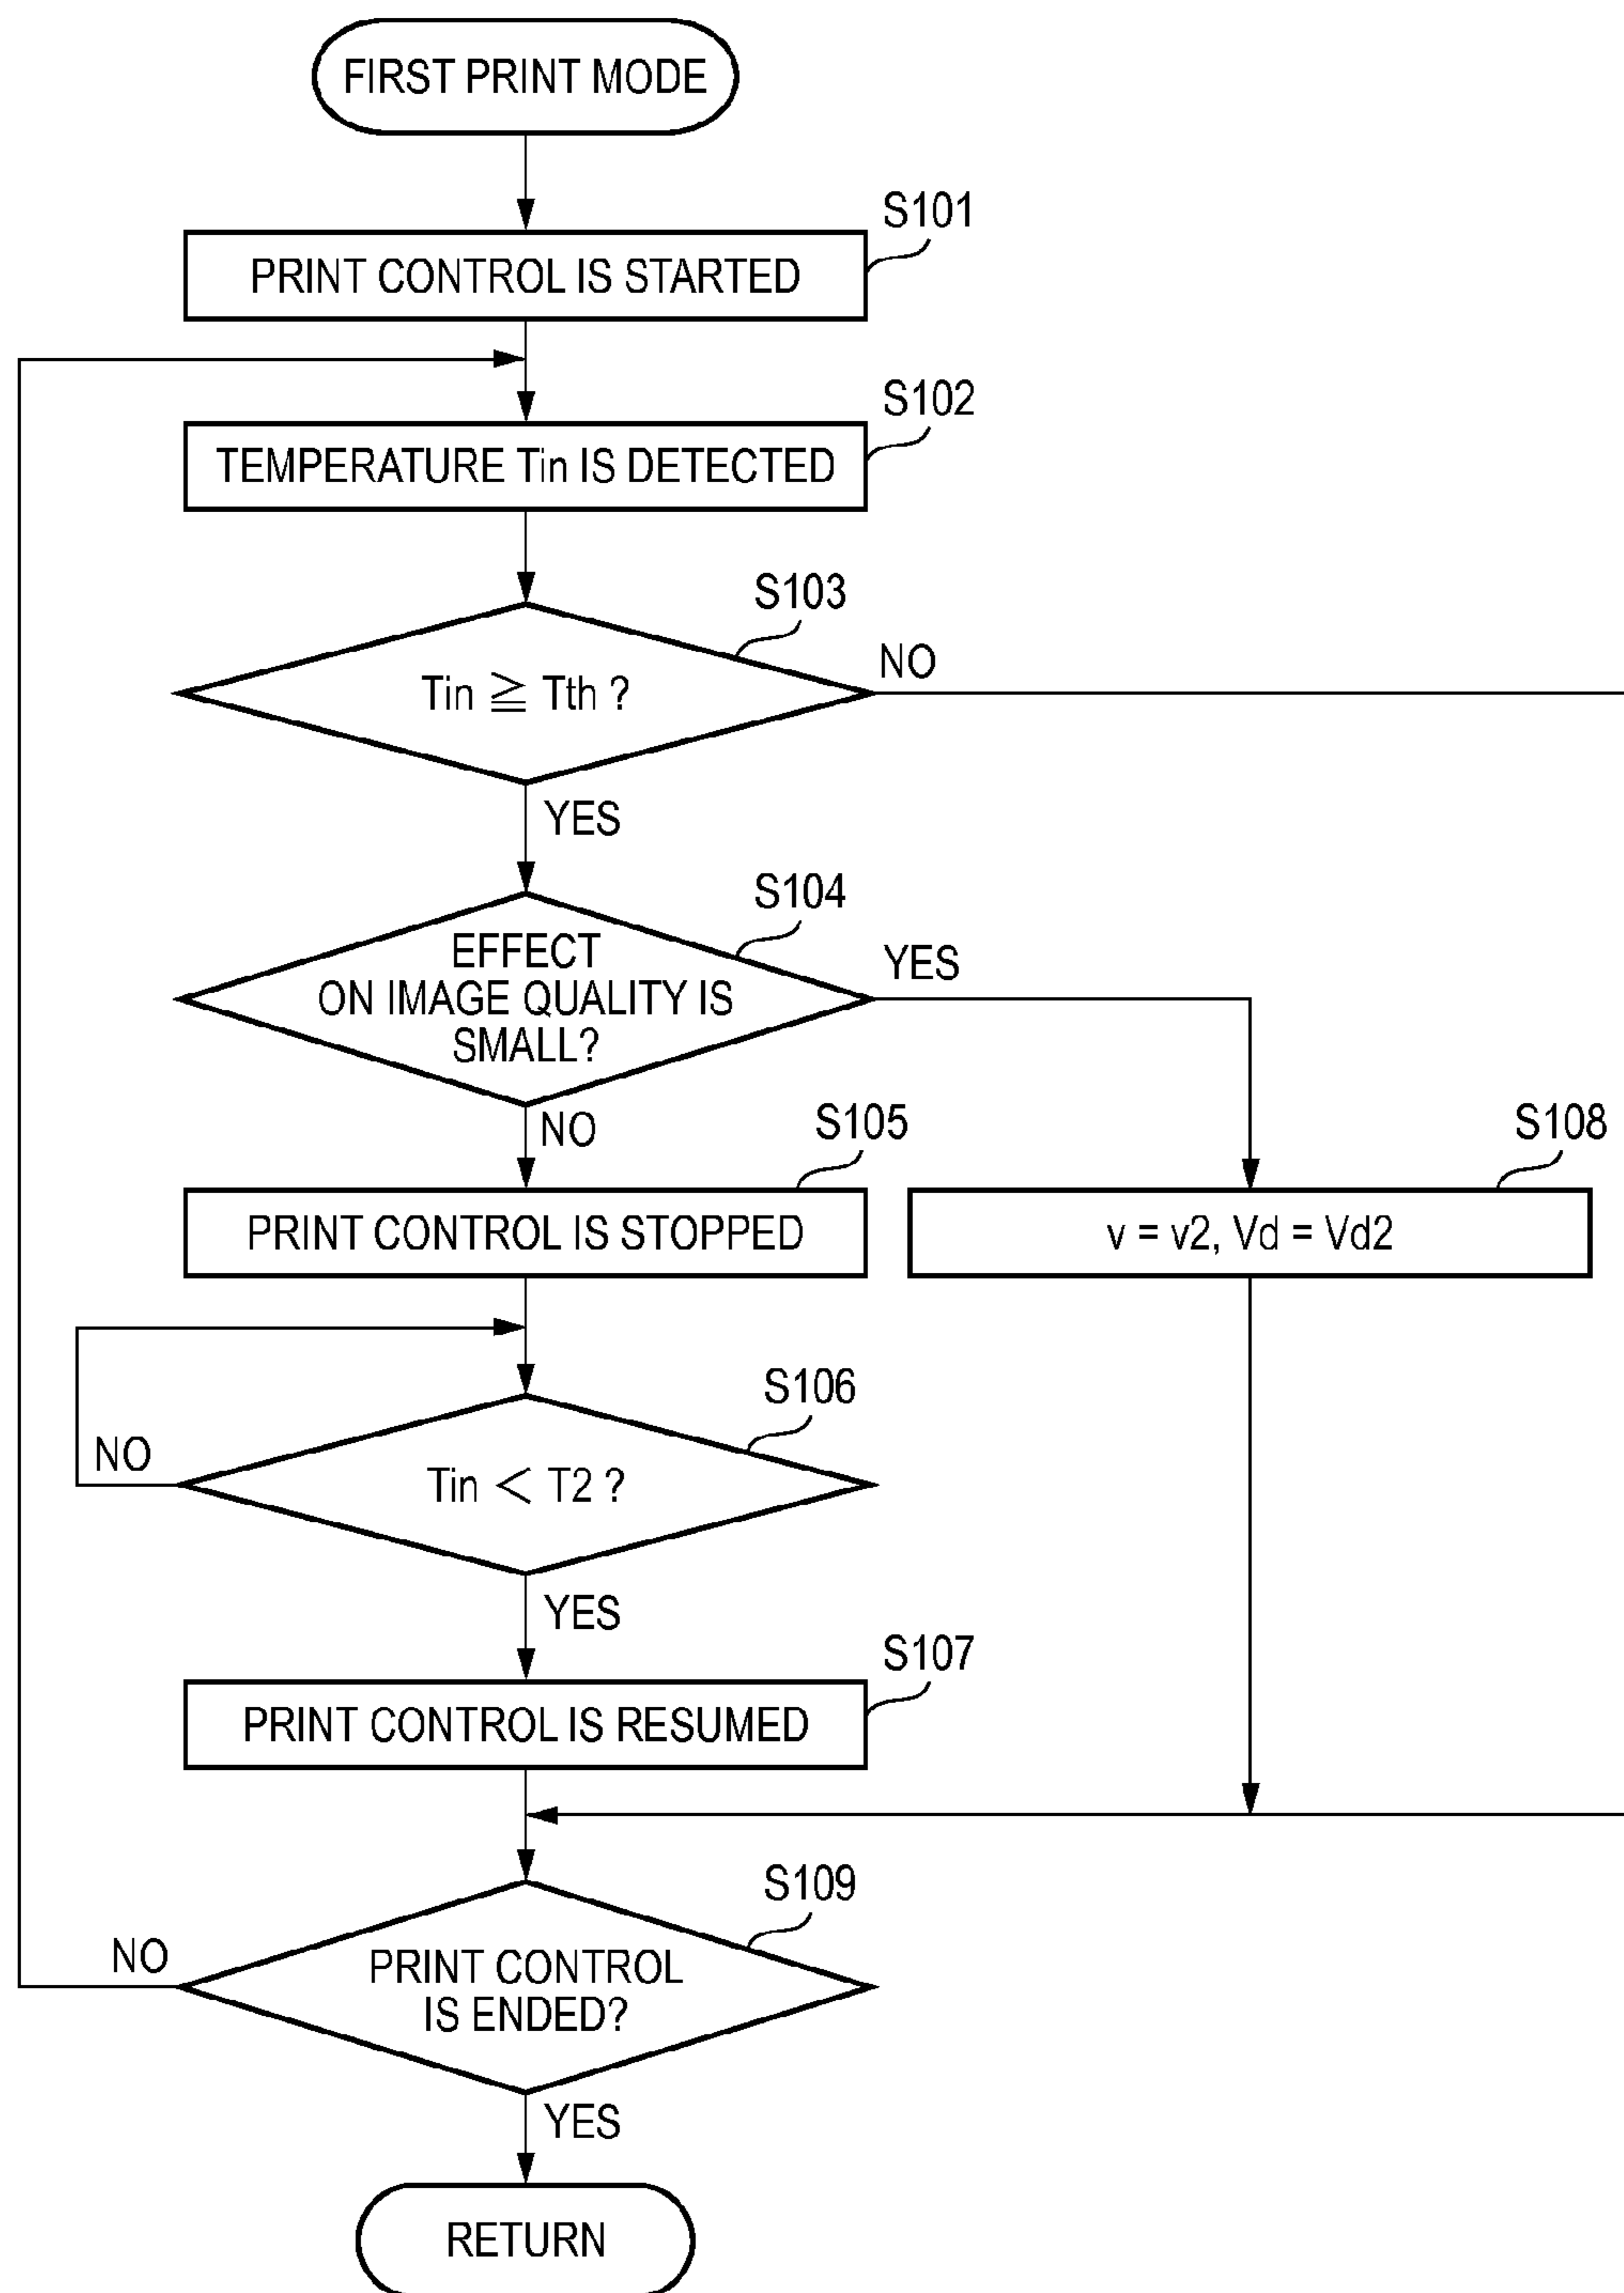 FIRST PRINT MODE
S101
PRINT CONTROL IS STARTED
S102
TEMPERATURE Tin IS DETECTED
S103
Tin ≧ Tth ?
NO
YES
S104
EFFECT
ON IMAGE QUALITY IS
SMALL?
YES
NO
S105
PRINT CONTROL IS STOPPED
S108
v = v2, Vd = Vd2
S106
Tin < T2 ?
NO
YES
S107
PRINT CONTROL IS RESUMED
S109
PRINT CONTROL
IS ENDED?
NO
YES
RETURN